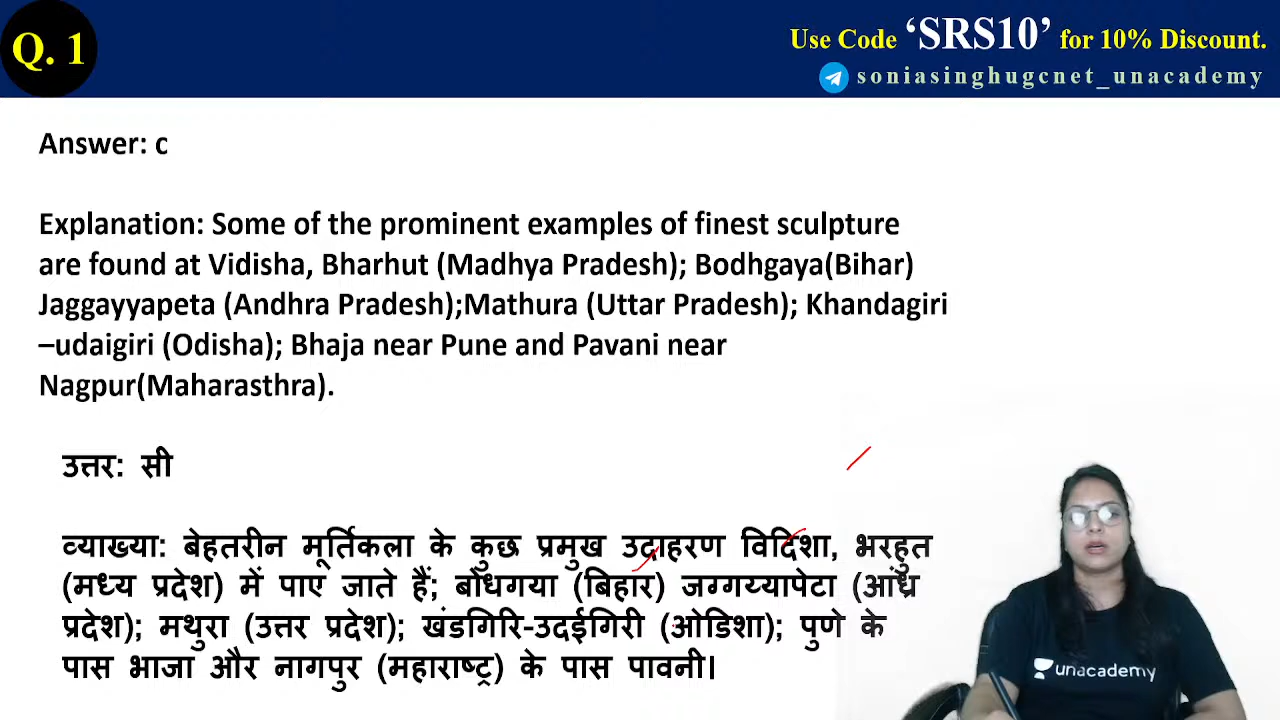 Q. 1
Use Code ‘SRS10’ for 10% Discount.
soniasinghugcnet_unacademy
Answer: c
Explanation: Some of the prominent examples of finest sculpture
are found at Vidisha, Bharhut (Madhya Pradesh); Bodhgaya(Bihar)
Jaggayyapeta (Andhra Pradesh);Mathura (Uttar Pradesh); Khandagiri
–udaigiri (Odisha); Bhaja near Pune and Pavani near
Nagpur(Maharasthra).
उत्तर: सी
व्याख्या: बेहतरीन मूर्तिकला के कुछ प्रमुख उदाहरण विदिशा, भरहुत
(मध्य प्रदेश) में पाए जाते हैं; बोधगया (बिहार) जग्गय्यापेटा (आंध्र
प्रदेश); मथुरा (उत्तर प्रदेश); खंडगिरि-उदईगिरी (ओडिशा); पुणे के
पास भाजा और नागपुर (महाराष्ट्र) के पास पावनी।
unacademy